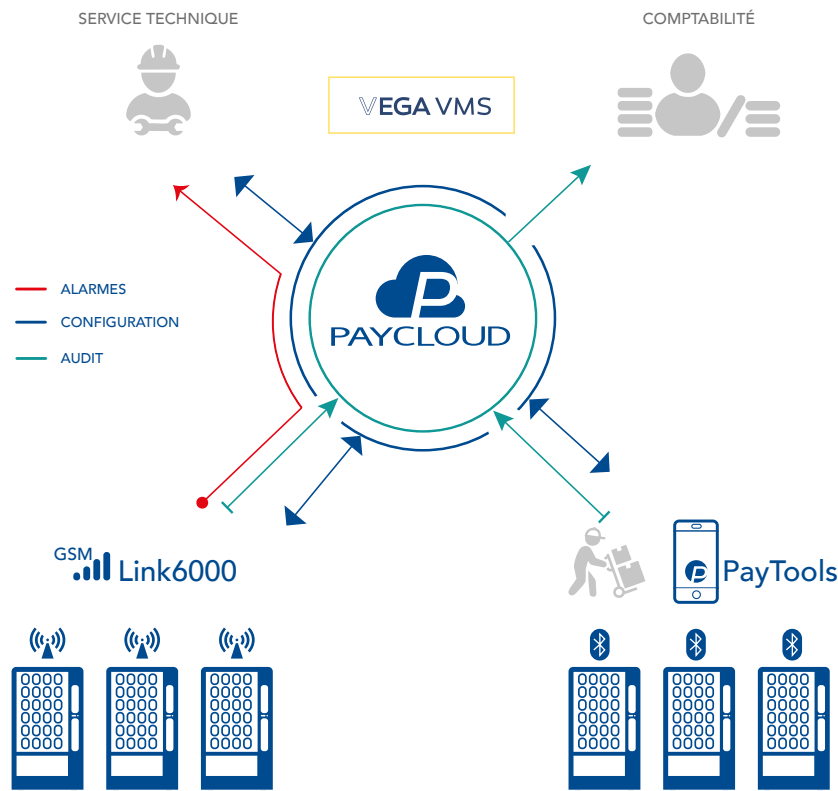 SERVICE TECHNIQUE
COMPTABILITÉ
VEGA VMS
ALARMES
CONFIGURATION
AUDIT
P
PAYCLOUD
GSM
Link6000
P
PayTools